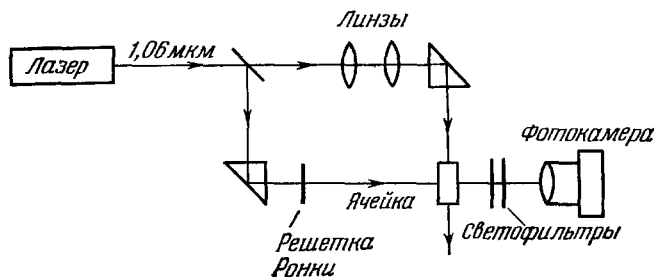 Линзы
1,06 мкм
Лазер
Фотокамера
Ячейка
Светофильтры
Решетка
Ронки